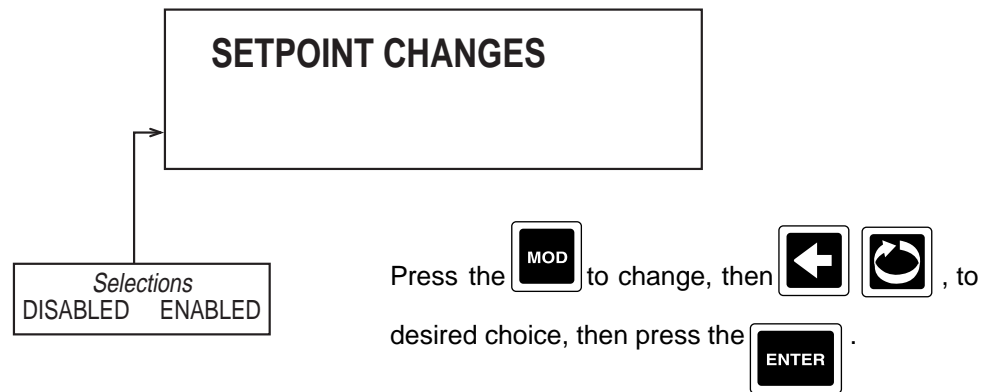 SETPOINT CHANGES
Selections
DISABLED ENABLED
Press the MOD to change, then , to
desired choice, then press the ENTER .